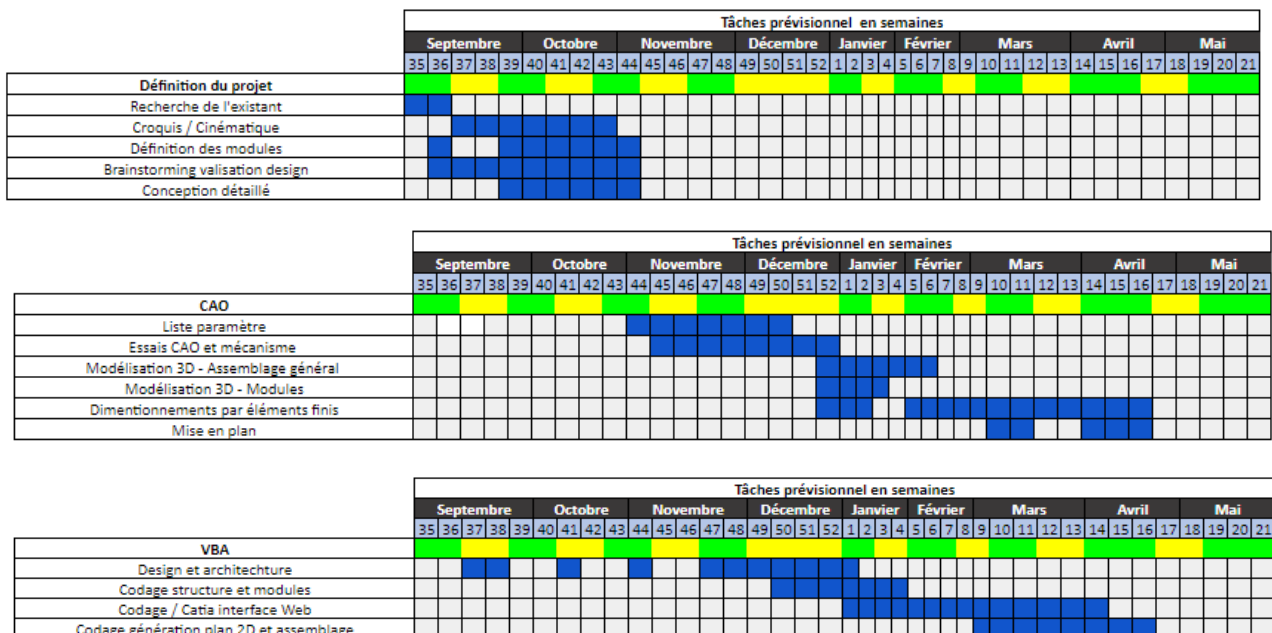 Tâches prévisionnel en semaines
Septembre Octobre Novembre Décembre Janvier Février Mars Avril Mai
35 36 37 38 39 40 41 42 43 44 45 46 47 48 49 50 51 52 1 2 3 4 5 6 7 8 9 10 11 12 13 14 15 16 17 18 19 20 21
Définition du projet
Recherche de l'existant
Croquis / Cinématique
Définition des modules
Brainstorming valisation design
Conception détaillé
Tâches prévisionnel en semaines
Septembre Octobre Novembre Décembre Janvier Février Mars Avril Mai
35 36 37 38 39 40 41 42 43 44 45 46 47 48 49 50 51 52 1 2 3 4 5 6 7 8 9 10 11 12 13 14 15 16 17 18 19 20 21
CAO
Liste paramètre
Essais CAO et mécanisme
Modélisation 3D - Assemblage général
Modélisation 3D - Modules
Dimentionnements par éléments finis
Mise en plan
Tâches prévisionnel en semaines
Septembre Octobre Novembre Décembre Janvier Février Mars Avril Mai
35 36 37 38 39 40 41 42 43 44 45 46 47 48 49 50 51 52 1 2 3 4 5 6 7 8 9 10 11 12 13 14 15 16 17 18 19 20 21
VBA
Design et architechture
Codage structure et modules
Codage / Catia interface Web
Codage génération plan 2D et assemblage